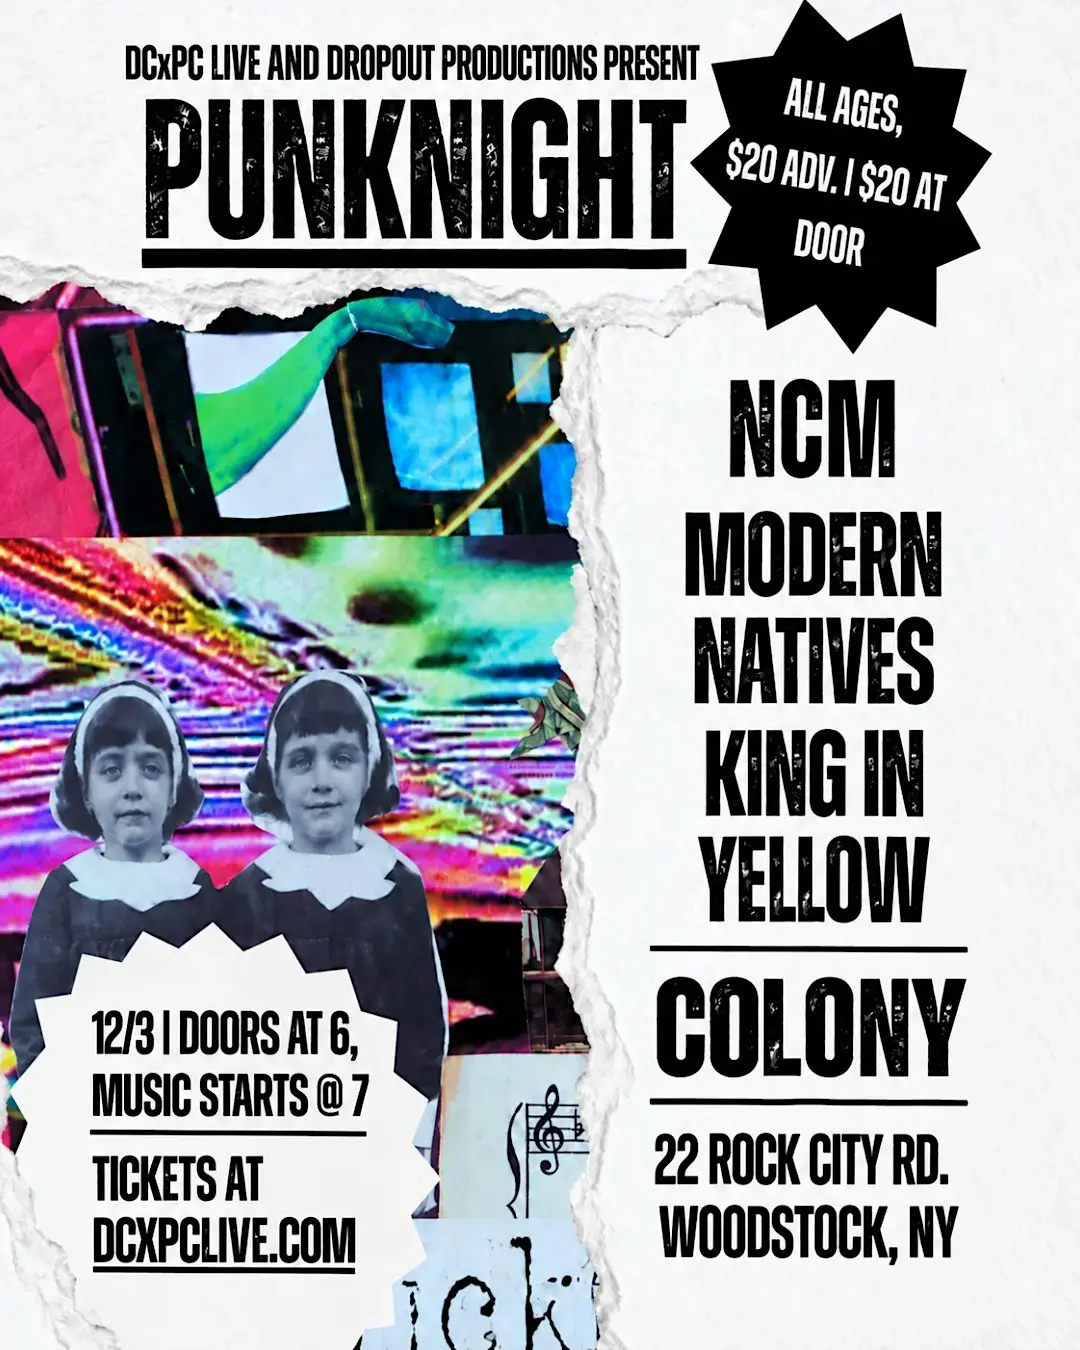 DCxPC LIVE AND DROPOUT PRODUCTIONS PRESENT
PUNKNIGHT
ALL AGES,
$20 ADV. | $20 AT
DOOR
NCM
MODERN
NATIVES
KING IN
YELLOW
COLONY
22 ROCK CITY RD.
WOODSTOCK, NY
12/3 | DOORS AT 6,
MUSIC STARTS @ 7
TICKETS AT
DCXPCLIVE.COM
ick